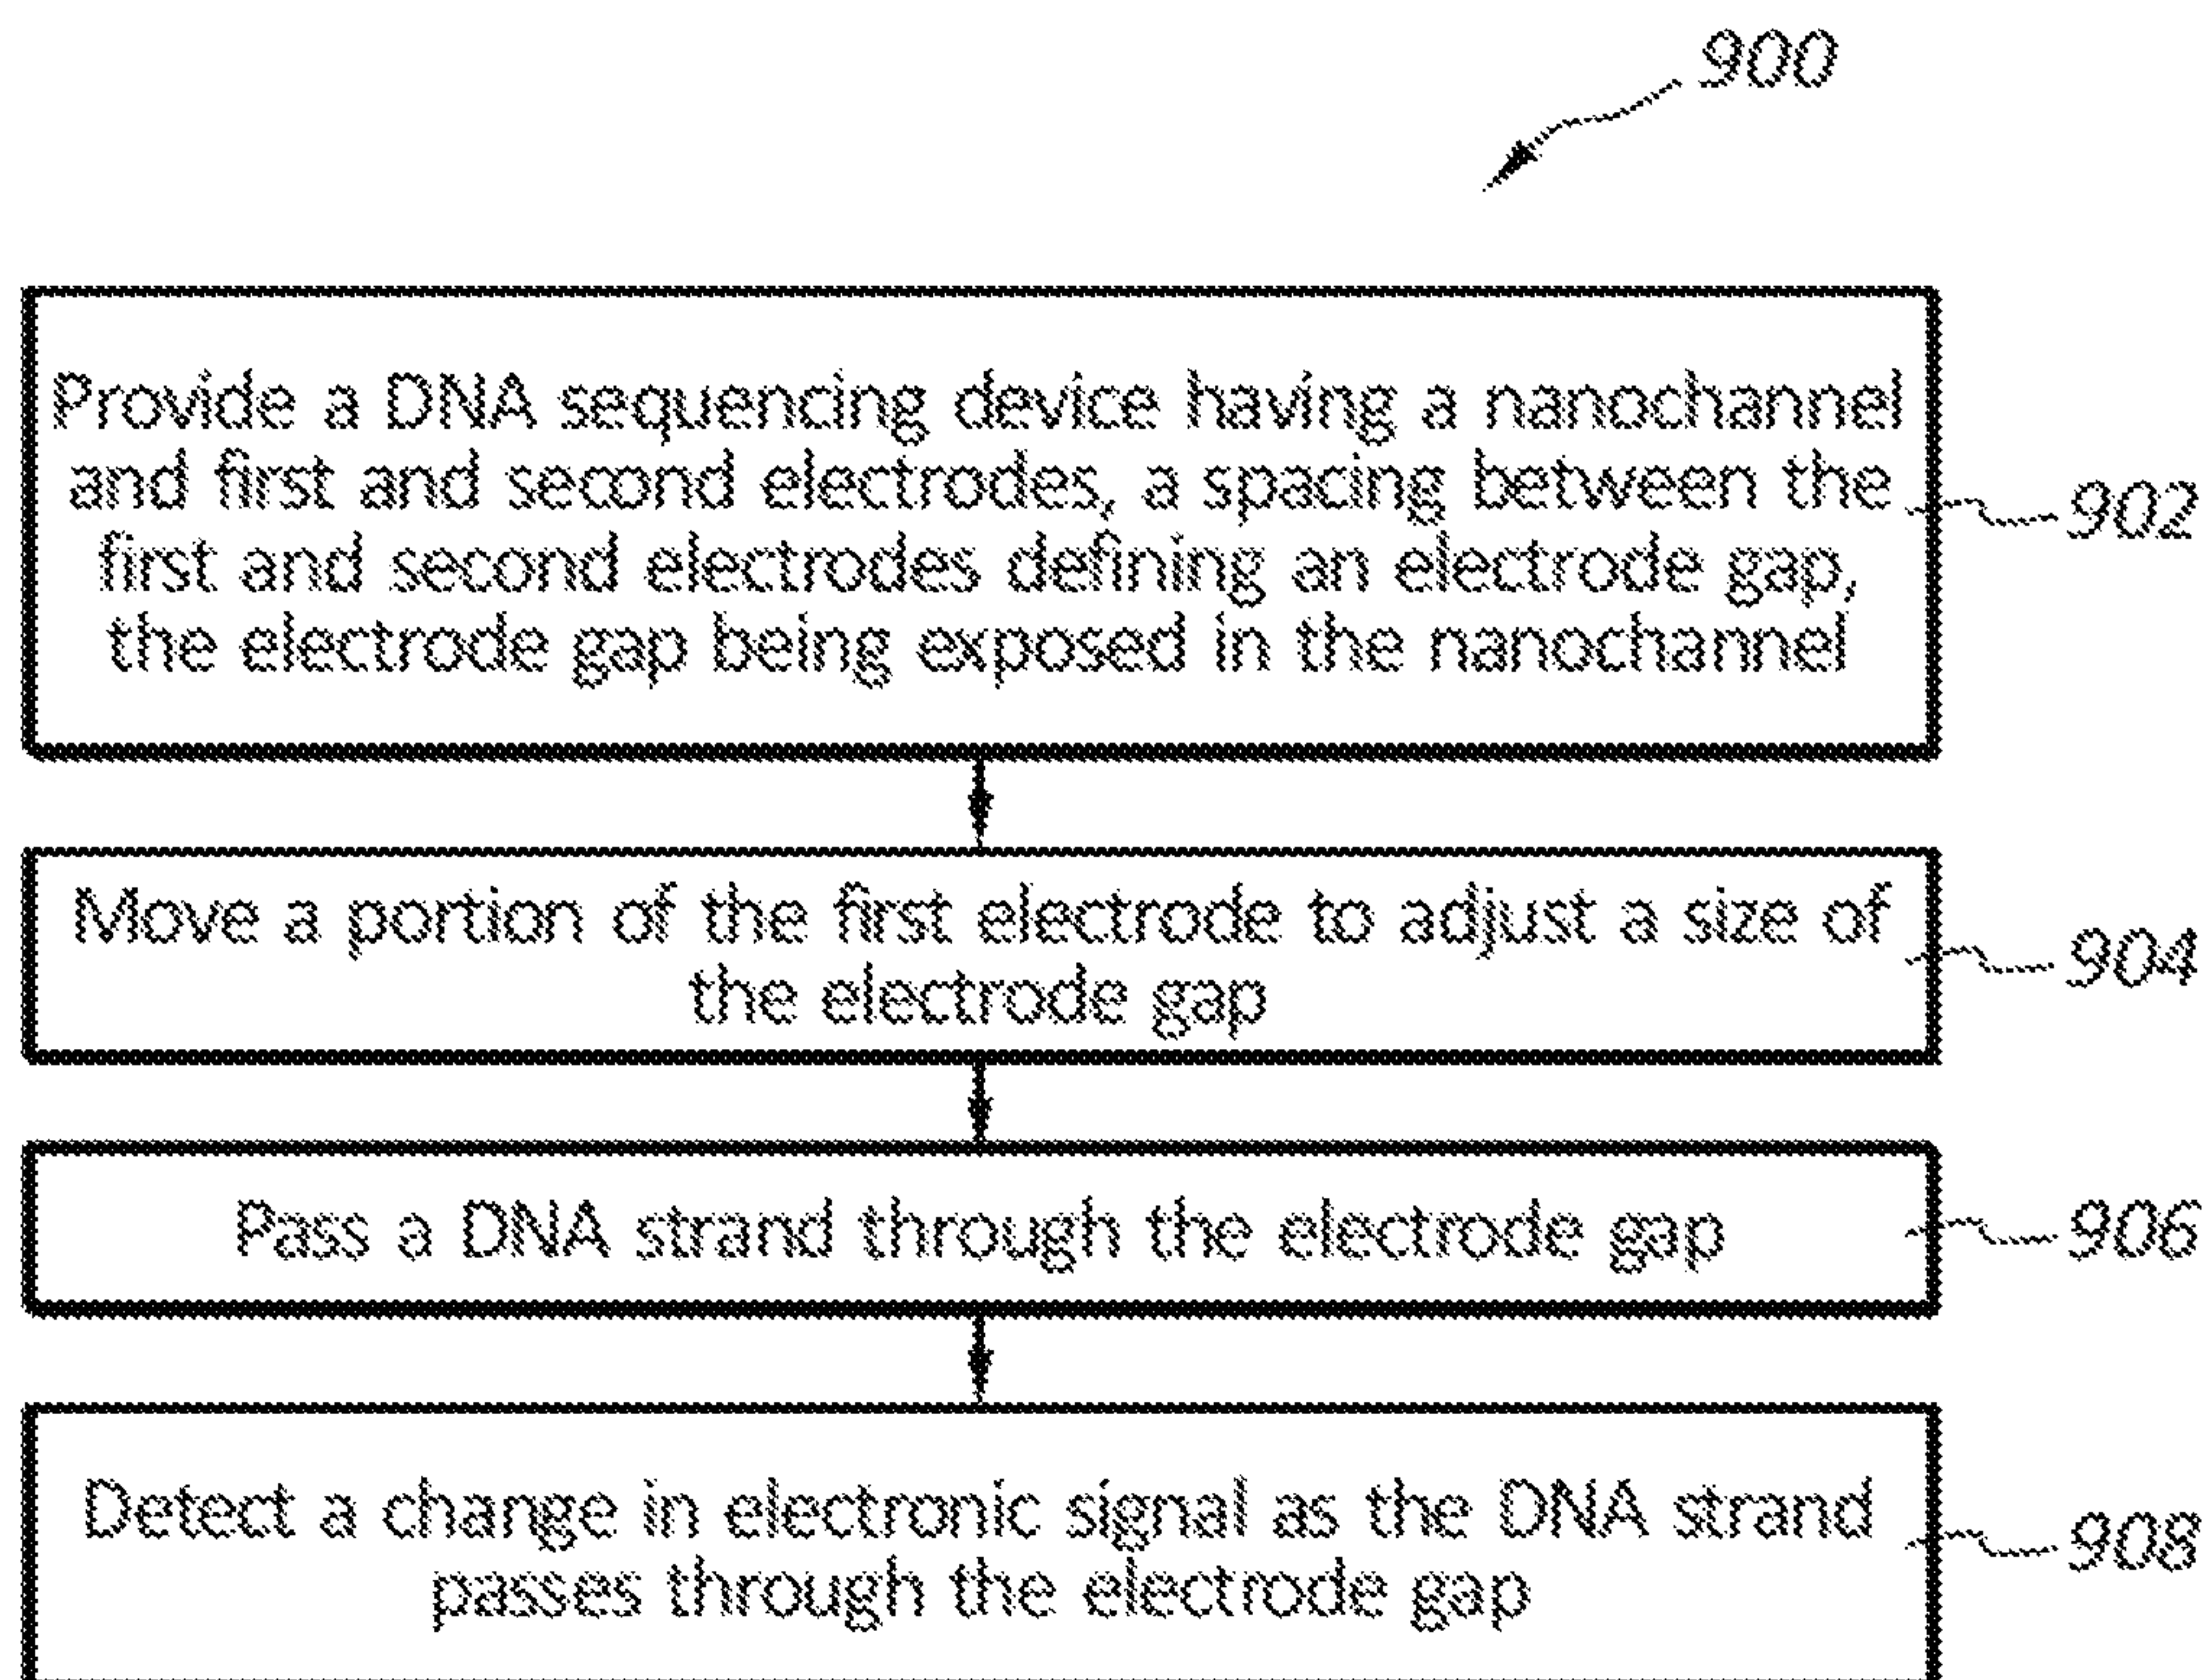 900
Provide a DNA sequencing device having a nanochannel
and first and second electrodes, a spacing between the
first and second electrodes defining an electrode gap,
the electrode gap being exposed in the nanochannel
902
Move a portion of the first electrode to adjust a size of
the electrode gap
904
Pass a DNA strand through the electrode gap
906
Detect a change in electronic signal as the DNA strand
passes through the electrode gap
908